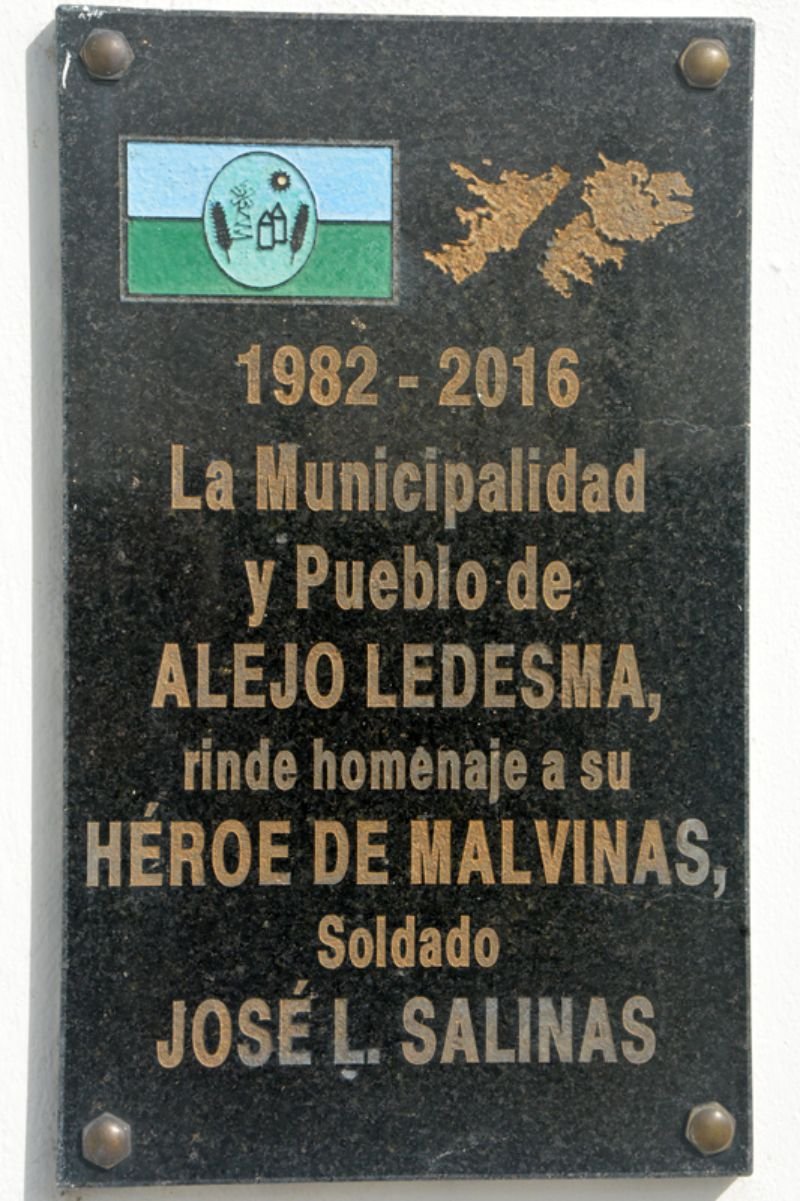 1982 - 2016
La Municipalidad
y Pueblo de
ALEJO LEDESMA,
rinde homenaje a su
HÉROE DE MALVINAS,
Soldado
JOSÉ L. SALINAS